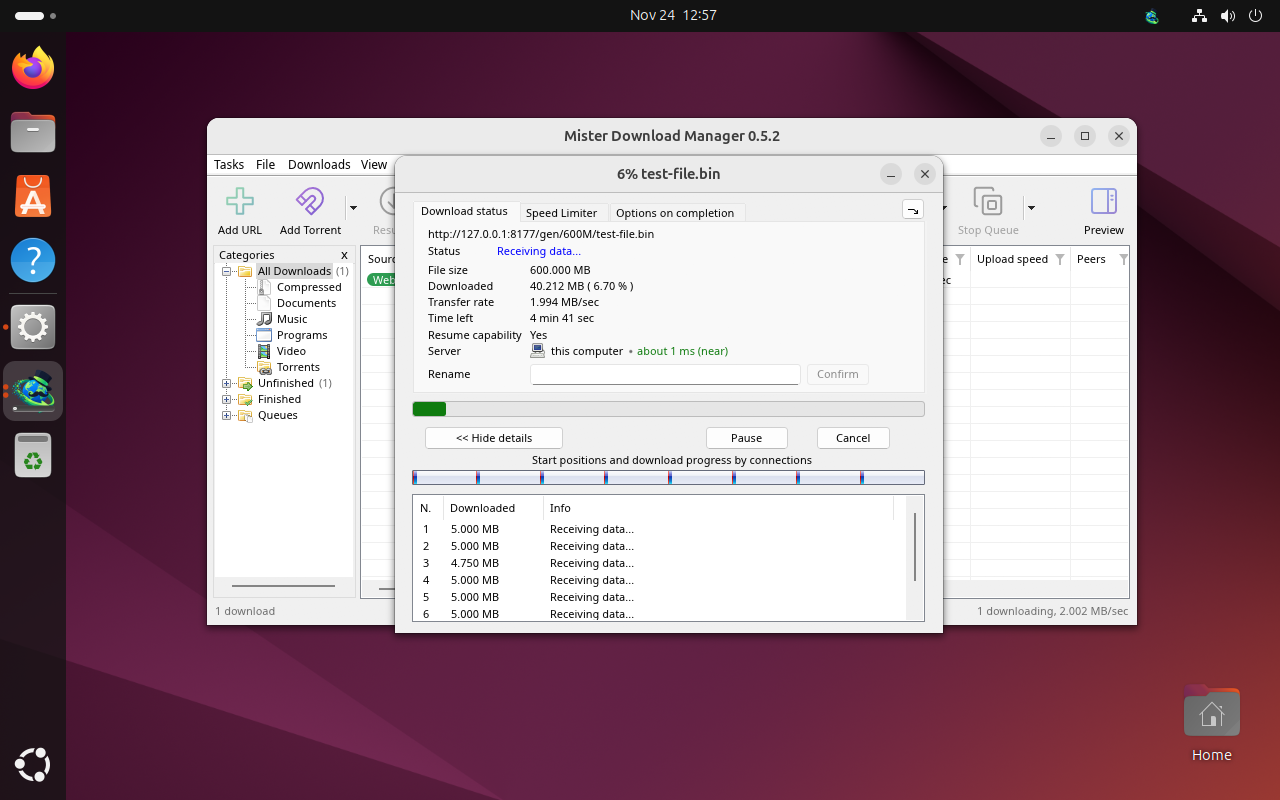 Nov 24 12:57
Mister Download Manager 0.5.2
Tasks File Downloads View
6% test-file.bin
Add URL
Add Torrent
Stop Queue
Preview
Download status
Speed Limiter
Options on completion
Categories X
All Downloads (1)
Compressed
Documents
Music
Programs
Video
Torrents
Unfinished (1)
Finished
Queues
Web
Upload speed
Peers
http://127.0.0.1:8177/gen/600M/test-file.bin
Status Receiving data...
File size 600.000 MB
Downloaded 40.212 MB ( 6.70 % )
Transfer rate 1.994 MB/sec
Time left 4 min 41 sec
Resume capability Yes
Server this computer • about 1 ms (near)
Rename
Confirm
<< Hide details
Pause
Cancel
Start positions and download progress by connections
N. Downloaded Info
1 5.000 MB Receiving data...
2 5.000 MB Receiving data...
3 4.750 MB Receiving data...
4 5.000 MB Receiving data...
5 5.000 MB Receiving data...
6 5.000 MB Receiving data...
1 download
1 downloading, 2.002 MB/sec
Home